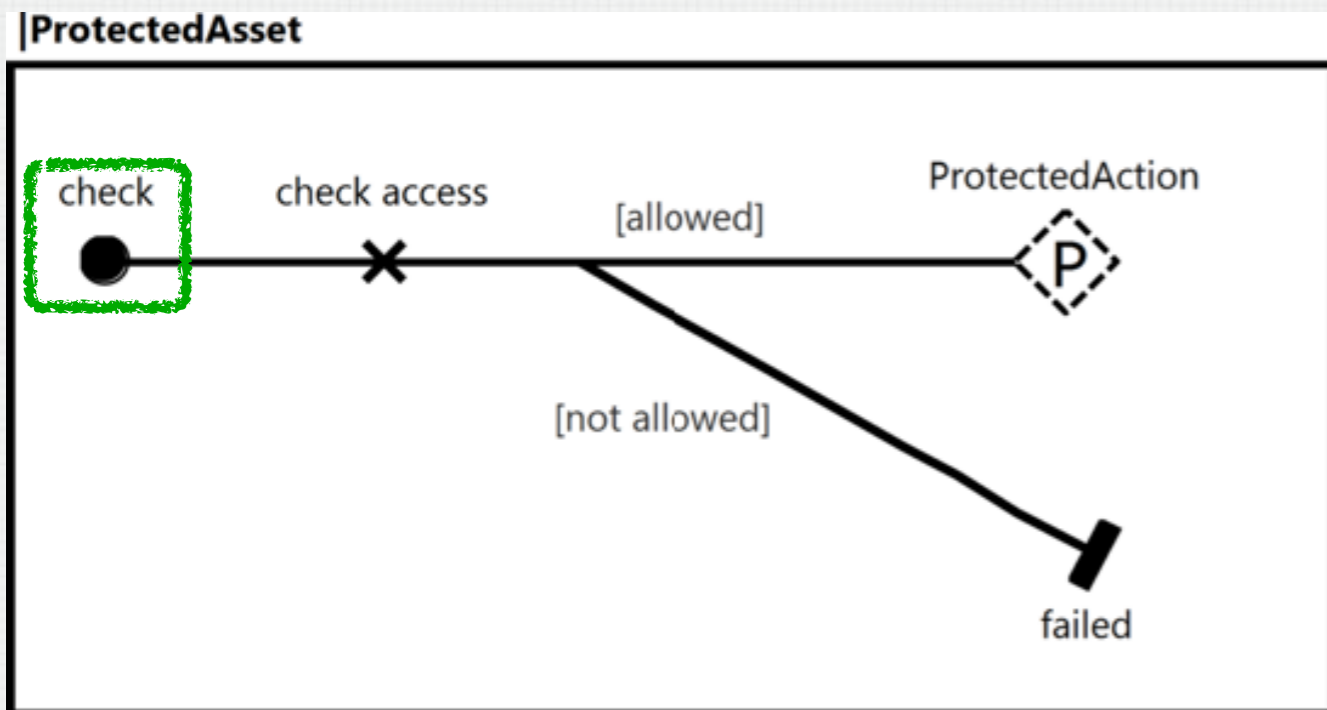 |ProtectedAsset
check
check access
[allowed]
ProtectedAction
P
[not allowed]
failed